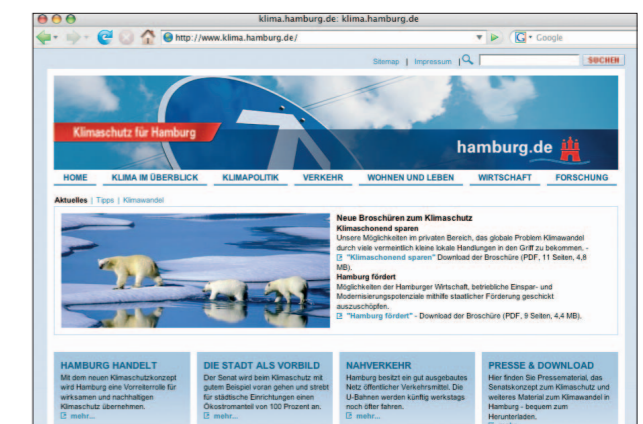 klima.hamburg.de: klima.hamburg.de
http://www.klima.hamburg.de/
Google
Sitemap | Impressum | SUCHEN
Klimaschutz für Hamburg
hamburg.de
HOME KLIMA IM ÜBERBLICK KLIMAPOLITIK VERKEHR WOHNEN UND LEBEN WIRTSCHAFT FORSCHUNG
Aktuelles | Tipps | Klimawandel
Neue Broschüren zum Klimaschutz
Klimaschonend sparen
Unsere Möglichkeiten im privaten Bereich, das globale Problem Klimawandel
durch viele vermeintlich kleine lokale Handlungen in den Griff zu bekommen. -
"Klimaschonend sparen" Download der Broschüre (PDF, 11 Seiten, 4,8
MB).
Hamburg fördert
Möglichkeiten der Hamburger Wirtschaft, betriebliche Einspar- und
Modernisierungspotenziale mithilfe staatlicher Förderung geschickt
auszuschöpfen.
"Hamburg fördert" - Download der Broschüre (PDF, 9 Seiten, 4,4 MB).
HAMBURG HANDELT
Mit dem neuen Klimaschutzkonzept
wird Hamburg eine Vorreiterrolle für
wirksamen und nachhaltigen
Klimaschutz übernehmen.
mehr...
DIE STADT ALS VORBILD
Der Senat wird beim Klimaschutz mit
gutem Beispiel voran gehen und strebt
für städtische Einrichtungen einen
Ökostromanteil von 100 Prozent an.
mehr...
NAHVERKEHR
Hamburg besitzt ein gut ausgebautes
Netz öffentlicher Verkehrsmittel. Die
U-Bahnen werden künftig werkstags
noch öfter fahren.
mehr...
PRESSE & DOWNLOAD
Hier finden Sie Pressematerial, das
Senatskonzept zum Klimaschutz und
weiteres Material zum Klimawandel in
Hamburg - bequem zum
Herunterladen.